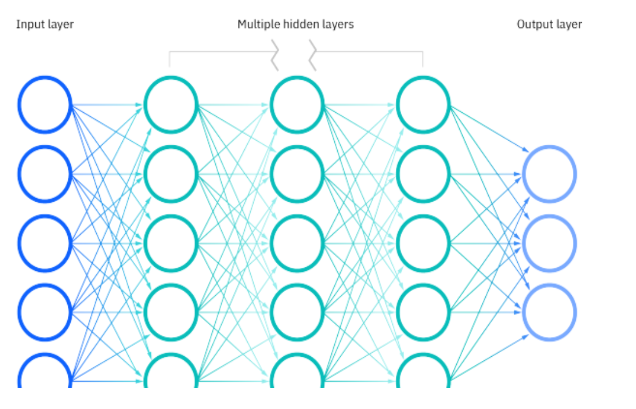 Input layer
Multiple hidden layers
Output layer